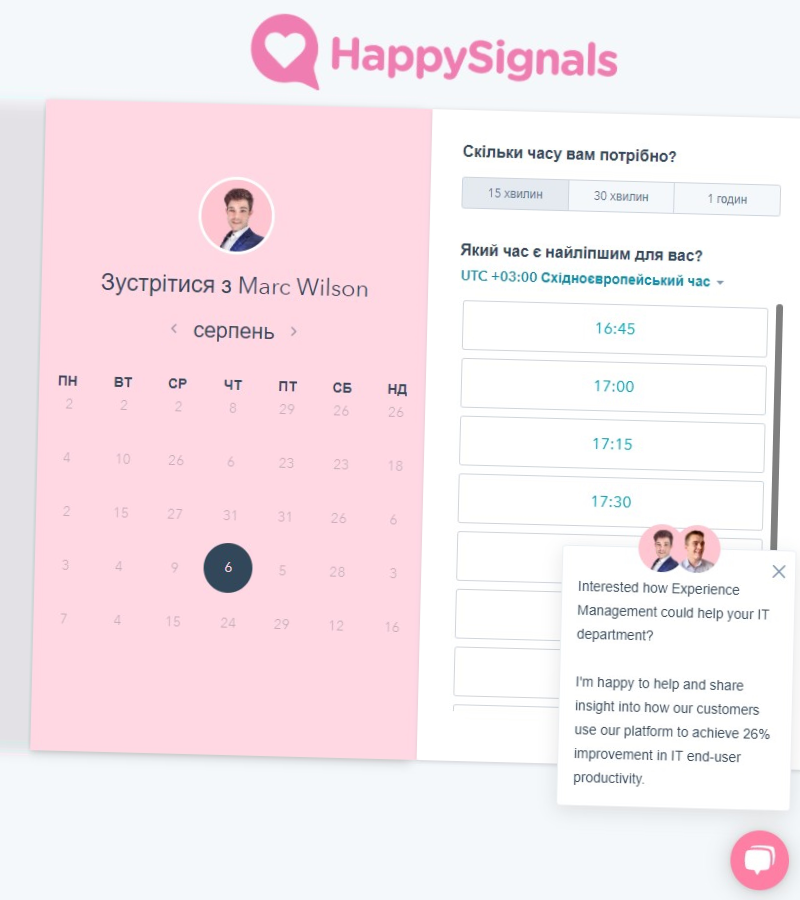 HappySignals
Зустрітися з Marc Wilson
серпень
ПН ВТ СР ЧТ ПТ СБ НД
2 2 2 8 29 26 26
4 10 26 6 23 23 18
2 15 27 31 31 26 6
3 4 9 6 5 28 3
7 4 15 24 29 12 16
Скільки часу вам потрібно?
15 хвилин 30 хвилин 1 годин
Який час є найліпшим для вас?
UTC +03:00 Східноєвропейський час
16:45
17:00
17:15
17:30
Interested how Experience
Management could help your IT
department?
I'm happy to help and share
insight into how our customers
use our platform to achieve 26%
improvement in IT end-user
productivity.